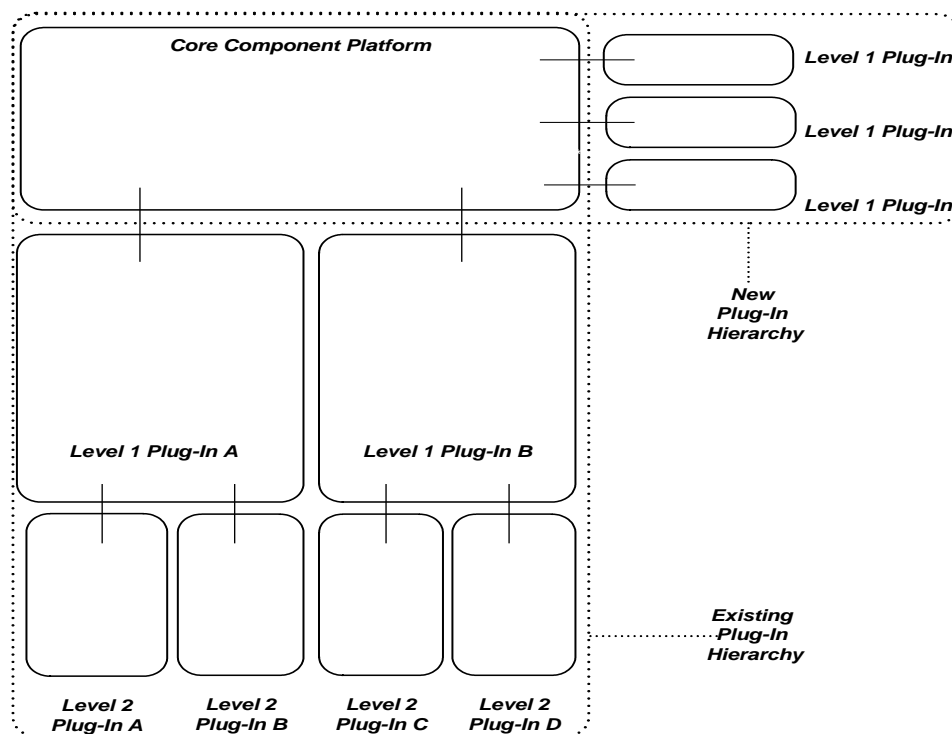 Core Component Platform
Level 1 Plug-In
Level 1 Plug-In
Level 1 Plug-In
New
Plug-In
Hierarchy
Level 1 Plug-In A
Level 1 Plug-In B
Existing
Plug-In
Hierarchy
Level 2
Plug-In A
Level 2
Plug-In B
Level 2
Plug-In C
Level 2
Plug-In D